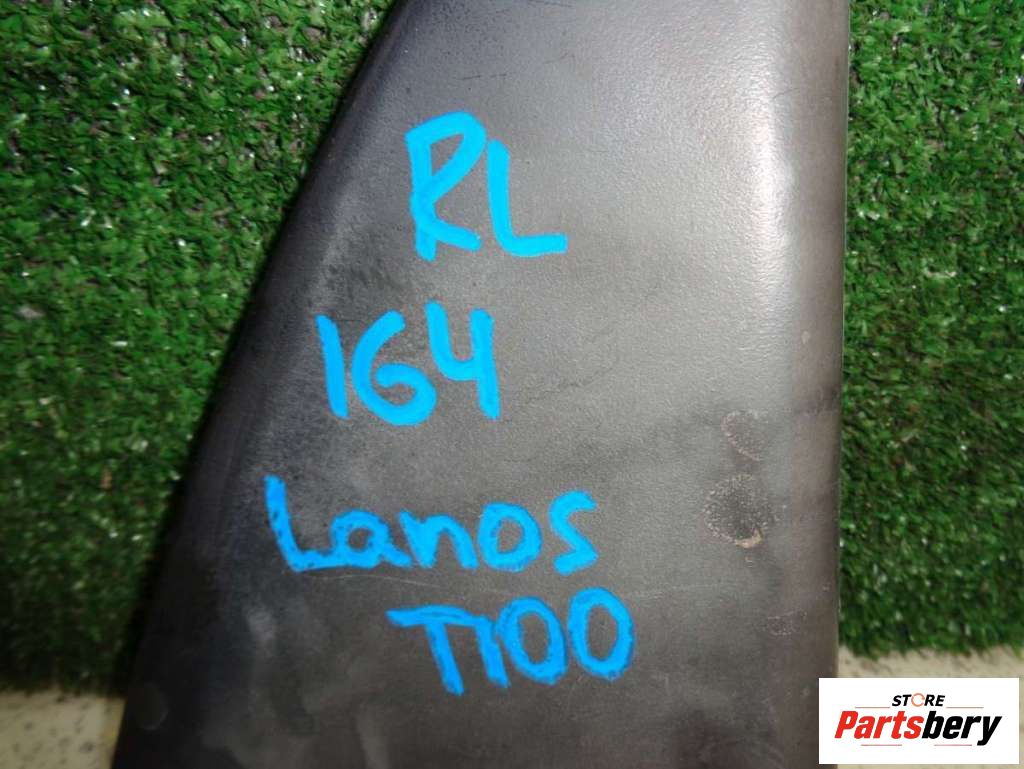 RL
164
Lanos
T100
STORE
Partsbery